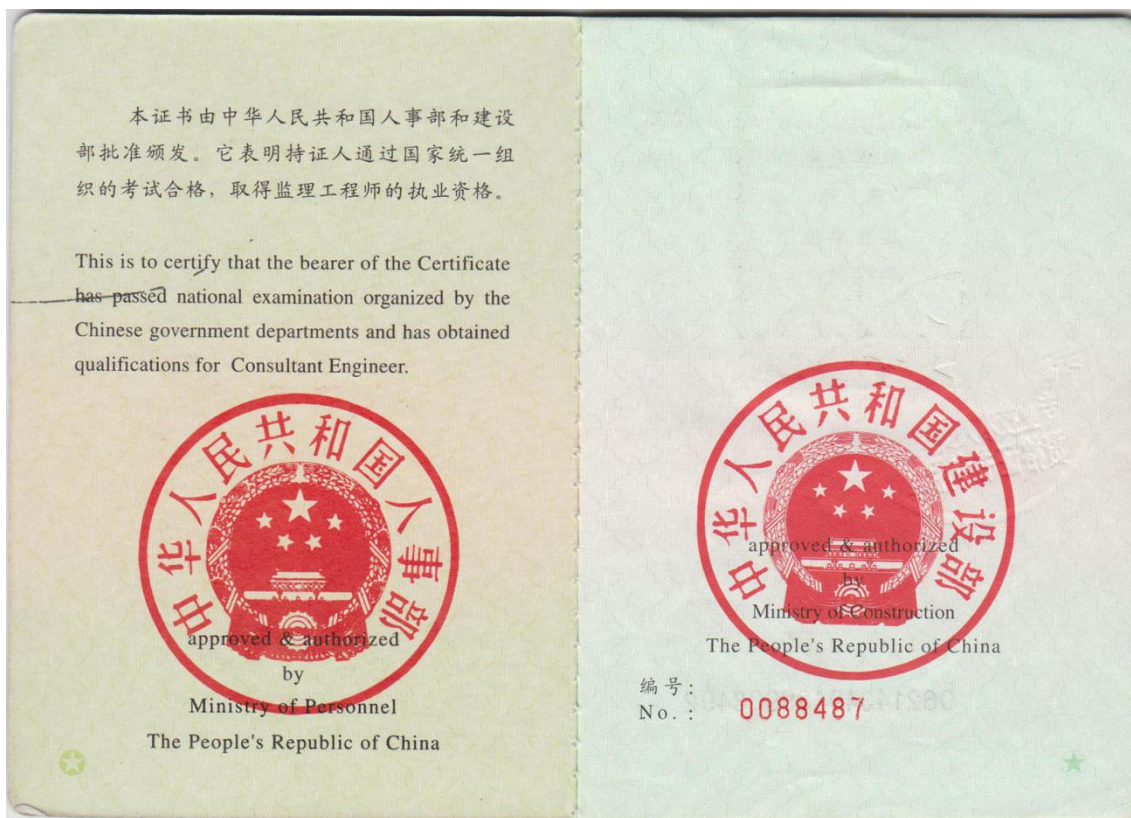 本证书由中华人民共和国人事部和建设
部批准颁发。它表明持证人通过国家统一组
织的考试合格，取得监理工程师的执业资格。
This is to certify that the bearer of the Certificate
has passed national examination organized by the
Chinese government departments and has obtained
qualifications for Consultant Engineer.
中华人民共和国人事部
approved & authorized
by
Ministry of Personnel
The People's Republic of China
中华人民共和国建设部
approved & authorized
by
Ministry of Construction
The People's Republic of China
编号:
No.: 0088487